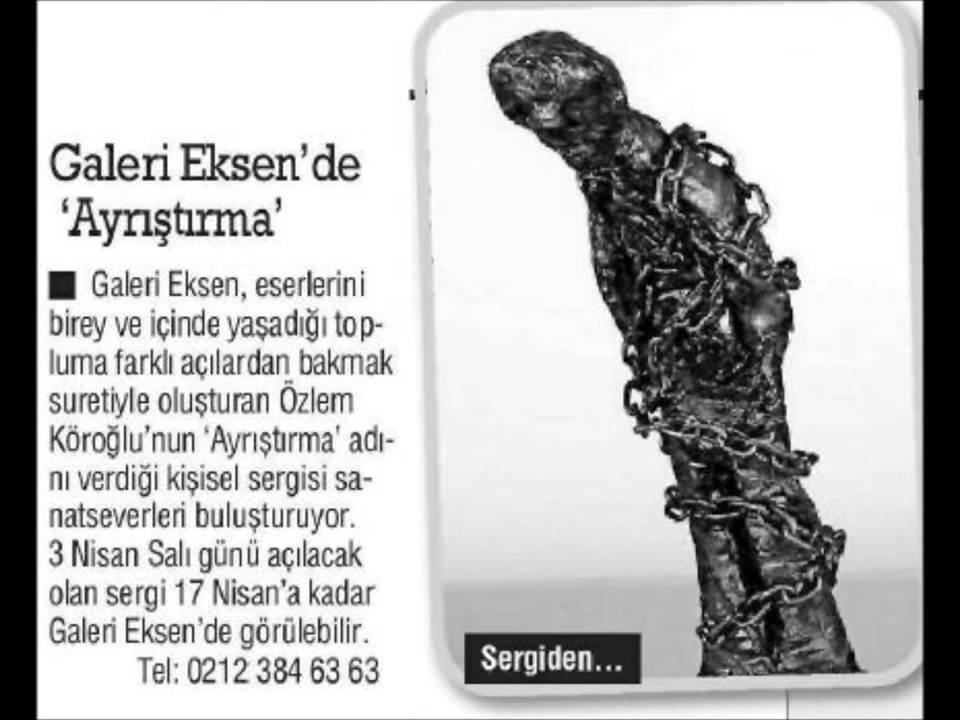 Galeri Eksen'de
'Ayrıştırma'
■ Galeri Eksen, eserlerini
birey ve içinde yaşadığı top-
luma farklı açılardan bakmak
suretiyle oluşturan Özlem
Köroğlu'nun 'Ayrıştırma' adı-
nı verdiği kişisel sergisi sa-
natseverleri buluşturuyor.
3 Nisan Salı günü açılacak
olan sergi 17 Nisan'a kadar
Galeri Eksen'de görülebilir.
Tel: 0212 384 63 63
Sergiden...